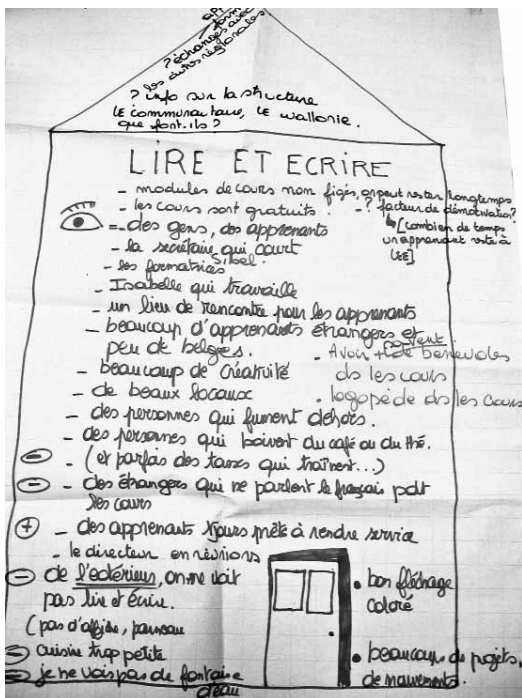 ? échanges avec
les autres régionales
? info sur la structure
LE communautaire, LE wallonie.
que font-ils ?
LIRE ET ECRIRE
- modules de cours non figés, on peut rester longtemps
- les cours sont gratuits. - ? facteur de démotivation ?
[combien de temps
un apprenant reste à
LEE]
- des gens, des apprenants
- la secrétaire qui court
- les formatrices Sibel.
- Isabelle qui travaille
- un lieu de rencontre pour les apprenants
- beaucoup d'apprenants étrangers et
peu de belges.
- beaucoup de créativité
- de beaux locaux
- Avoir + de bénévoles
ds les cours
. logopède ds les cours
- des personnes qui fument dehors.
- des personnes qui boivent du café ou du thé.
- (et parfais des tasses qui traînent...)
- des étrangers qui ne parlent le français pdt
les cours
+ - des apprenants tjours prêts à rendre service
- le directeur en réunions
- de l'extérieur, on ne voit
pas lire et écrire.
(pas d'affiche, panneau
- cuisine trop petite
- je ne vois pas de fontaine
d'eau
• bon fléchage
coloré
• beaucoup de projets,
de mouvements.